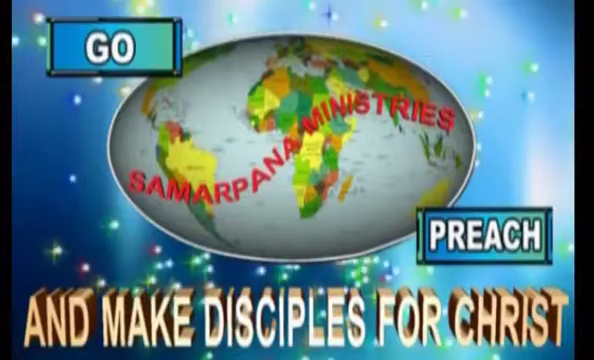 GO
SAMARPANA MINISTRIES
PREACH
AND MAKE DISCIPLES FOR CHRIST